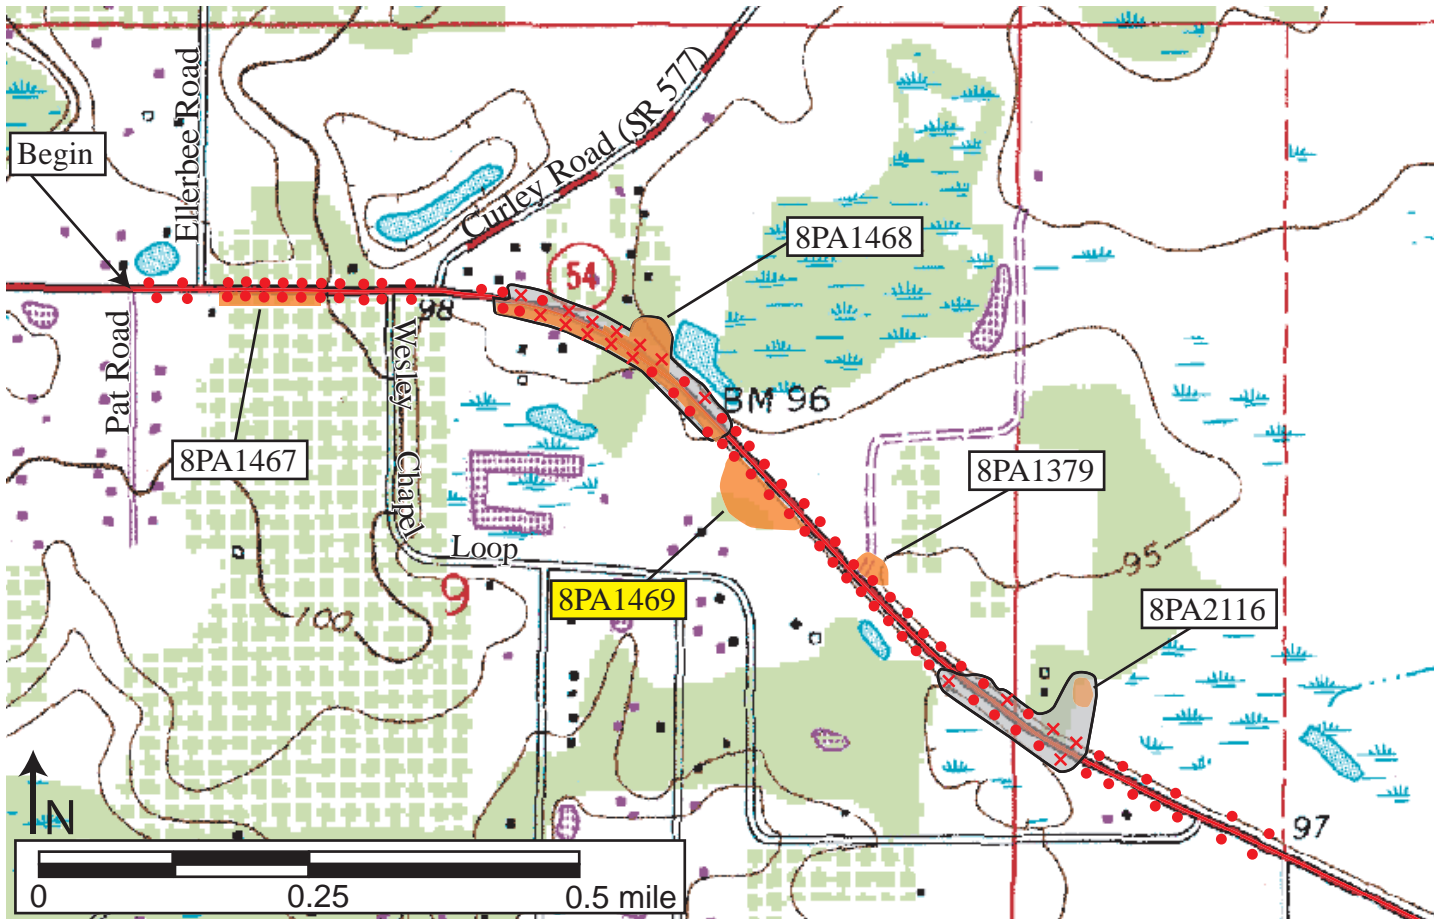 Ellerbee Road
Curley Road (SR 577)
Begin
8PA1468
54
98
Pat Road
Wesley Chapel
BM 96
8PA1467
8PA1379
Loop
95
9
8PA1469
8PA2116
100
N
97
0 0.25 0.5 mile